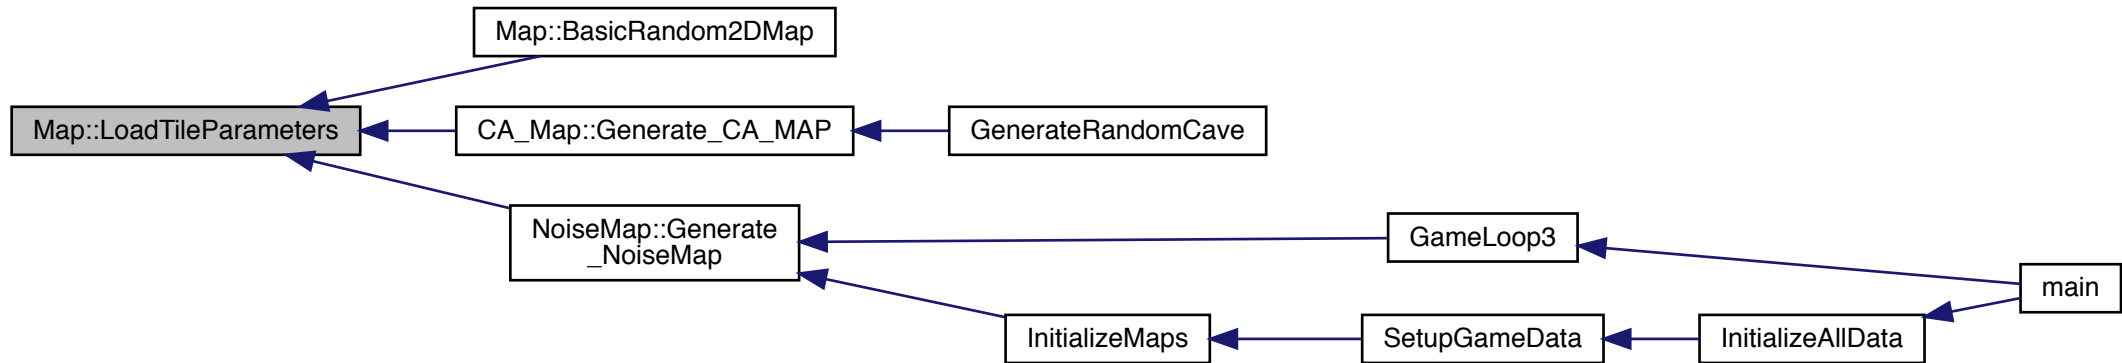 Map::BasicRandom2DMap
Map::LoadTileParameters
CA_Map::Generate_CA_MAP
GenerateRandomCave
NoiseMap::Generate
_NoiseMap
GameLoop3
main
InitializeMaps
SetupGameData
InitializeAllData